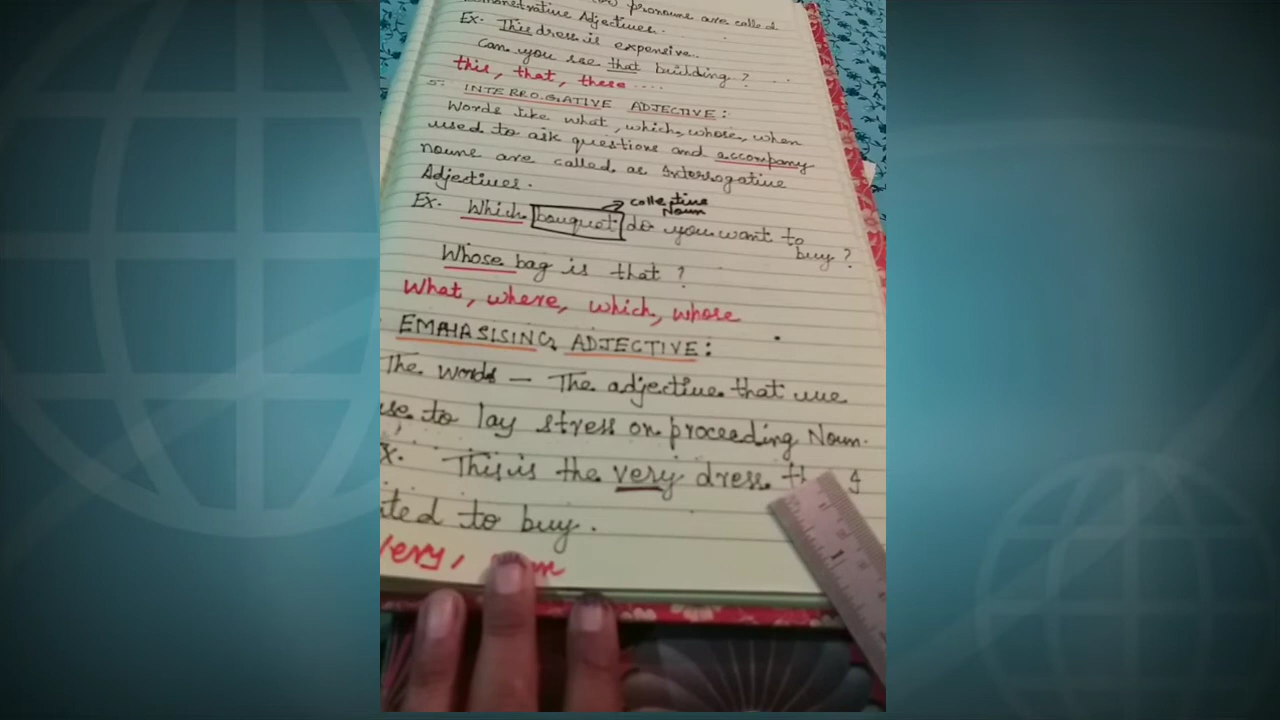 pronouns are called
Adjectives.
Ex. This dress is expensive.
Can you see that building ?
this, that, these ....
5. INTERROGATIVE ADJECTIVE :
Words like what, which, whose, when
used to ask questions and accompany
nouns are called as Interrogative
Adjectives.
collective
Noun
Ex. Which bouquet do you want to
buy ?
Whose bag is that ?
What, where, which, whose
EMPHASISING ADJECTIVE :
The words — The adjective that we
use to lay stress on proceeding Noun.
Ex. This is the very dress I
to buy.
very,